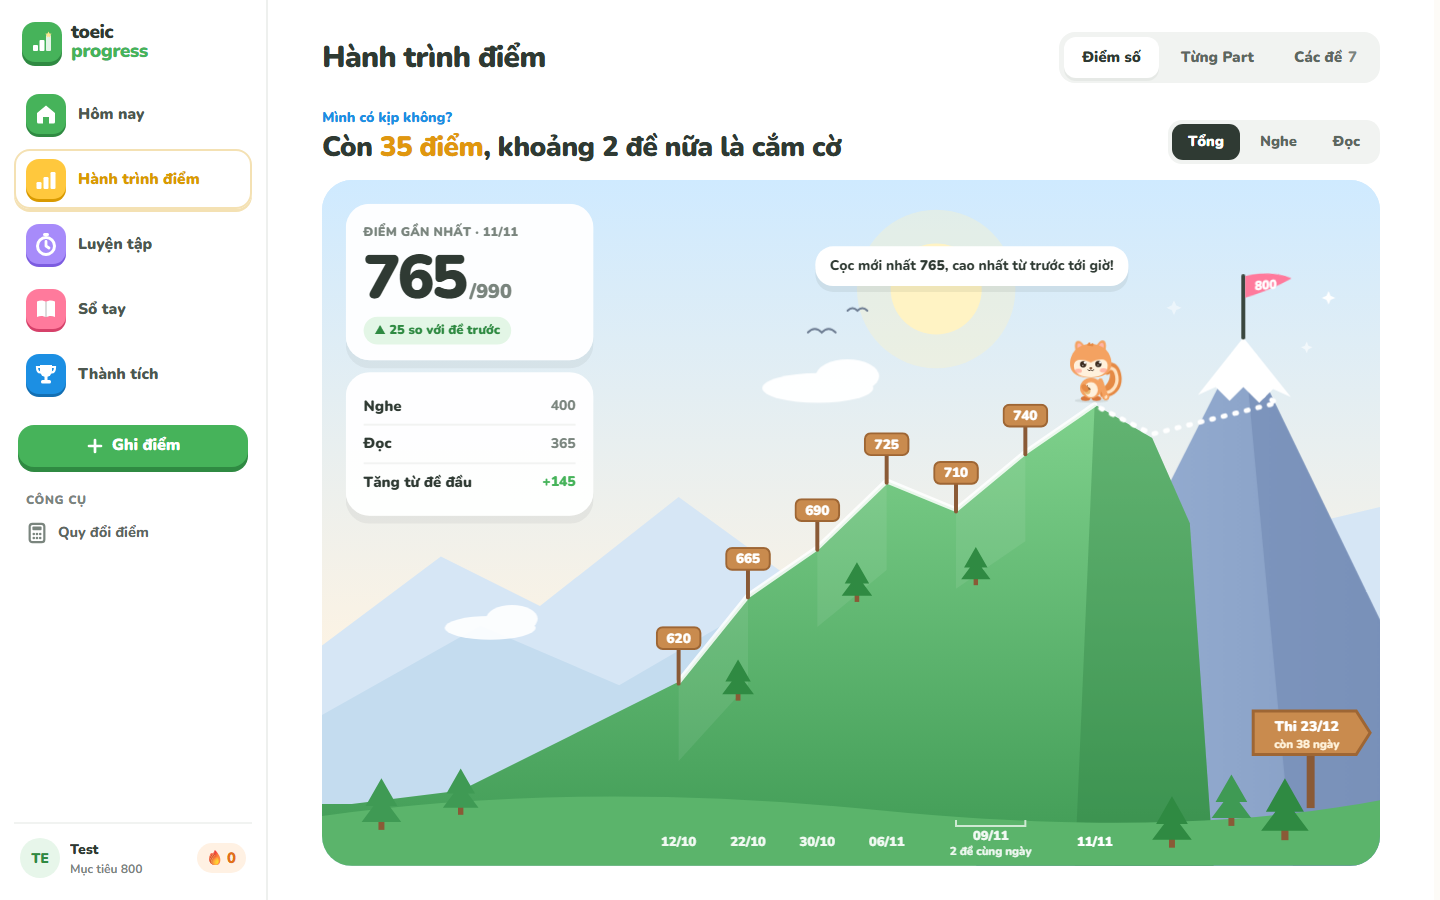 toeic
progress
Hôm nay
Hành trình điểm
Luyện tập
Sổ tay
Thành tích
+ Ghi điểm
CÔNG CỤ
Quy đổi điểm
TE
Test
Mục tiêu 800
0
Hành trình điểm
Điểm số
Từng Part
Các đề 7
Mình có kịp không?
Còn 35 điểm, khoảng 2 đề nữa là cắm cờ
Tổng
Nghe
Đọc
ĐIỂM GẦN NHẤT · 11/11
765/990
▲ 25 so với đề trước
Nghe 400
Đọc 365
Tăng từ đề đầu +145
Cọc mới nhất 765, cao nhất từ trước tới giờ!
800
740
725
710
690
665
620
Thi 23/12
còn 38 ngày
12/10
22/10
30/10
06/11
09/11
2 đề cùng ngày
11/11